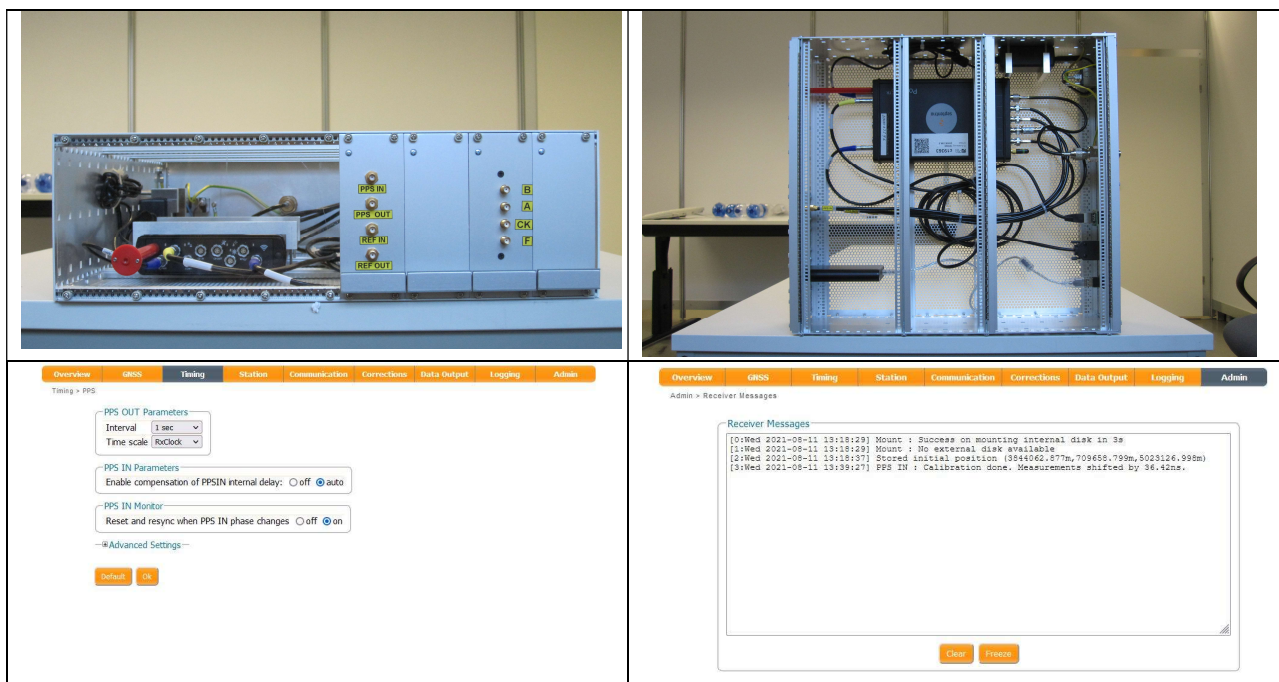 PPS IN
PPS OUT
REF IN
REF OUT
B
A
CK
F
Overview GNSS Timing Station Communication Corrections Data Output Logging Admin
Timing > PPS
PPS OUT Parameters
Interval 1 sec
Time scale RxClock
PPS IN Parameters
Enable compensation of PPSIN internal delay: off auto
PPS IN Monitor
Reset and resync when PPS IN phase changes off on
Advanced Settings
Default Ok
Overview GNSS Timing Station Communication Corrections Data Output Logging Admin
Admin > Receiver Messages
Receiver Messages
[0:Wed 2021-08-11 13:18:29] Mount : Success on mounting internal disk in 3s
[1:Wed 2021-08-11 13:18:29] Mount : No external disk available
[2:Wed 2021-08-11 13:18:37] Stored initial position (3844062.877m,709658.799m,5023126.998m)
[3:Wed 2021-08-11 13:39:27] PPS IN : Calibration done. Measurements shifted by 36.42ns.
Clear Freeze